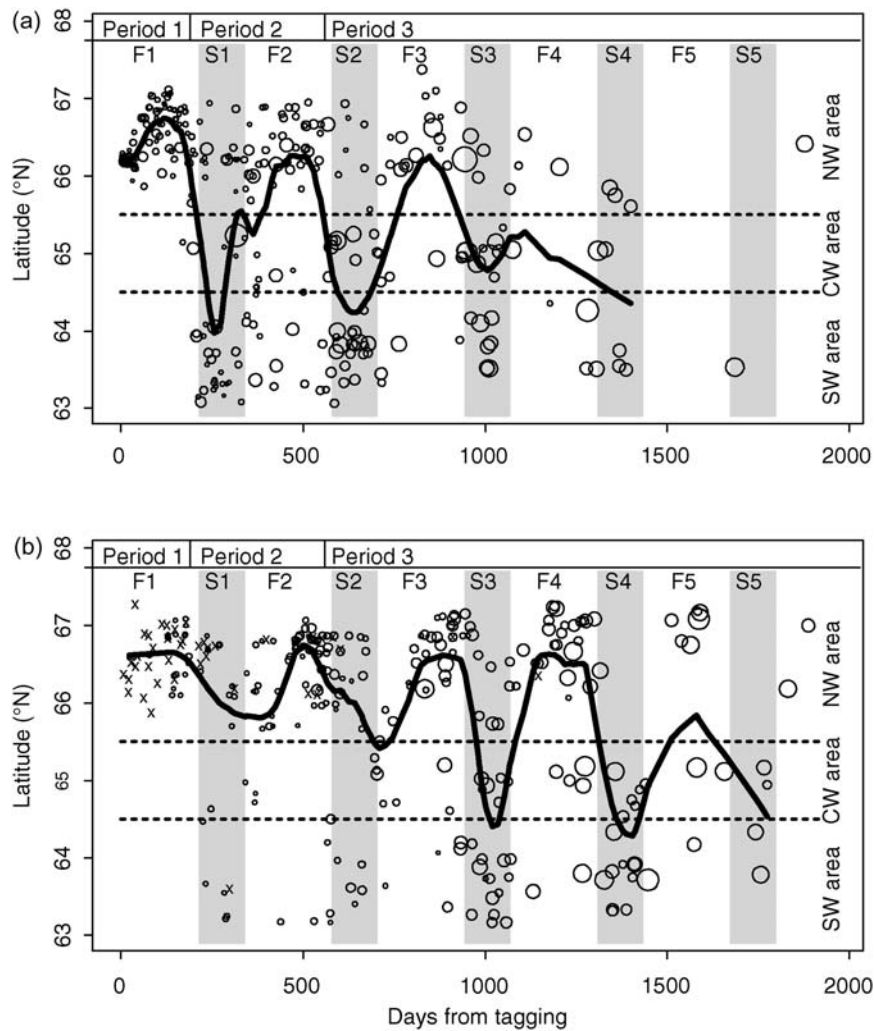 (a)
Period 1 Period 2 Period 3
F1 S1 F2 S2 F3 S3 F4 S4 F5 S5
68
67
66
65
64
63
Latitude (°N)
NW area
CW area
SW area
0 500 1000 1500 2000
(b)
Period 1 Period 2 Period 3
F1 S1 F2 S2 F3 S3 F4 S4 F5 S5
68
67
66
65
64
63
Latitude (°N)
NW area
CW area
SW area
0 500 1000 1500 2000
Days from tagging